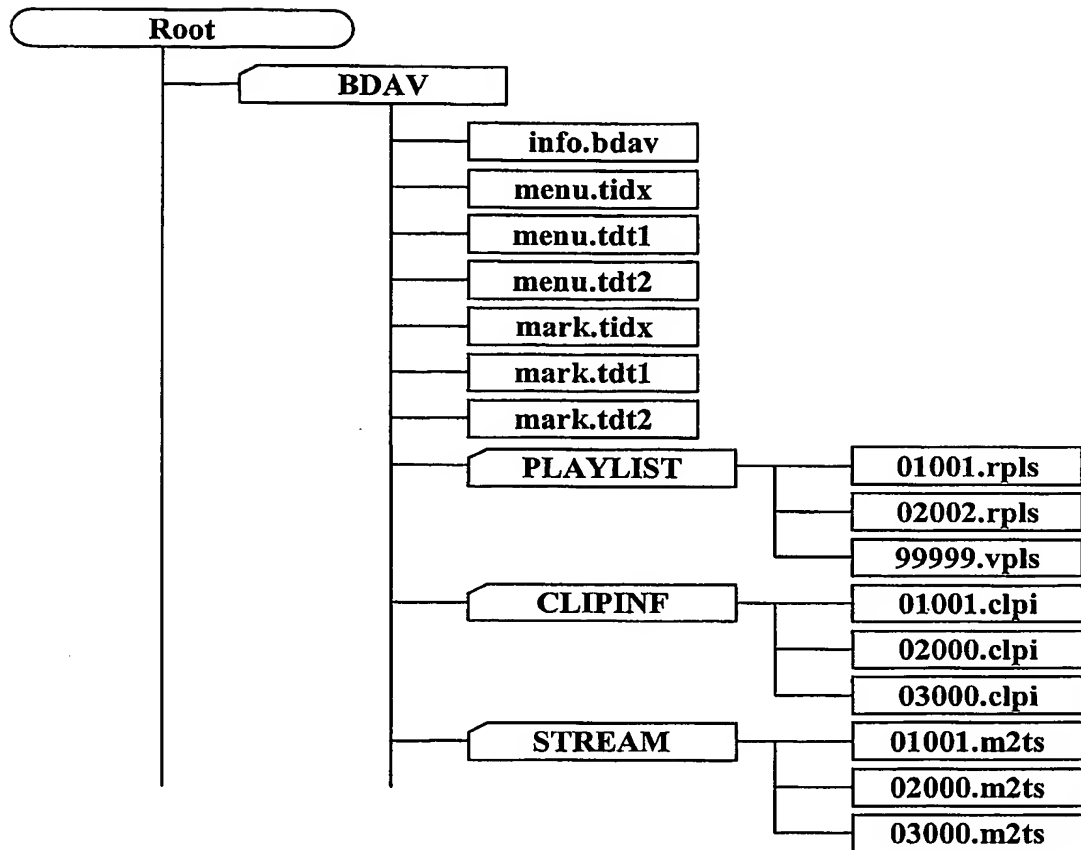 Root
BDAV
info.bdav
menu.tidx
menu.tdt1
menu.tdt2
mark.tidx
mark.tdt1
mark.tdt2
PLAYLIST
01001.rpls
02002.rpls
99999.vpls
CLIPINF
01001.clpi
02000.clpi
03000.clpi
STREAM
01001.m2ts
02000.m2ts
03000.m2ts